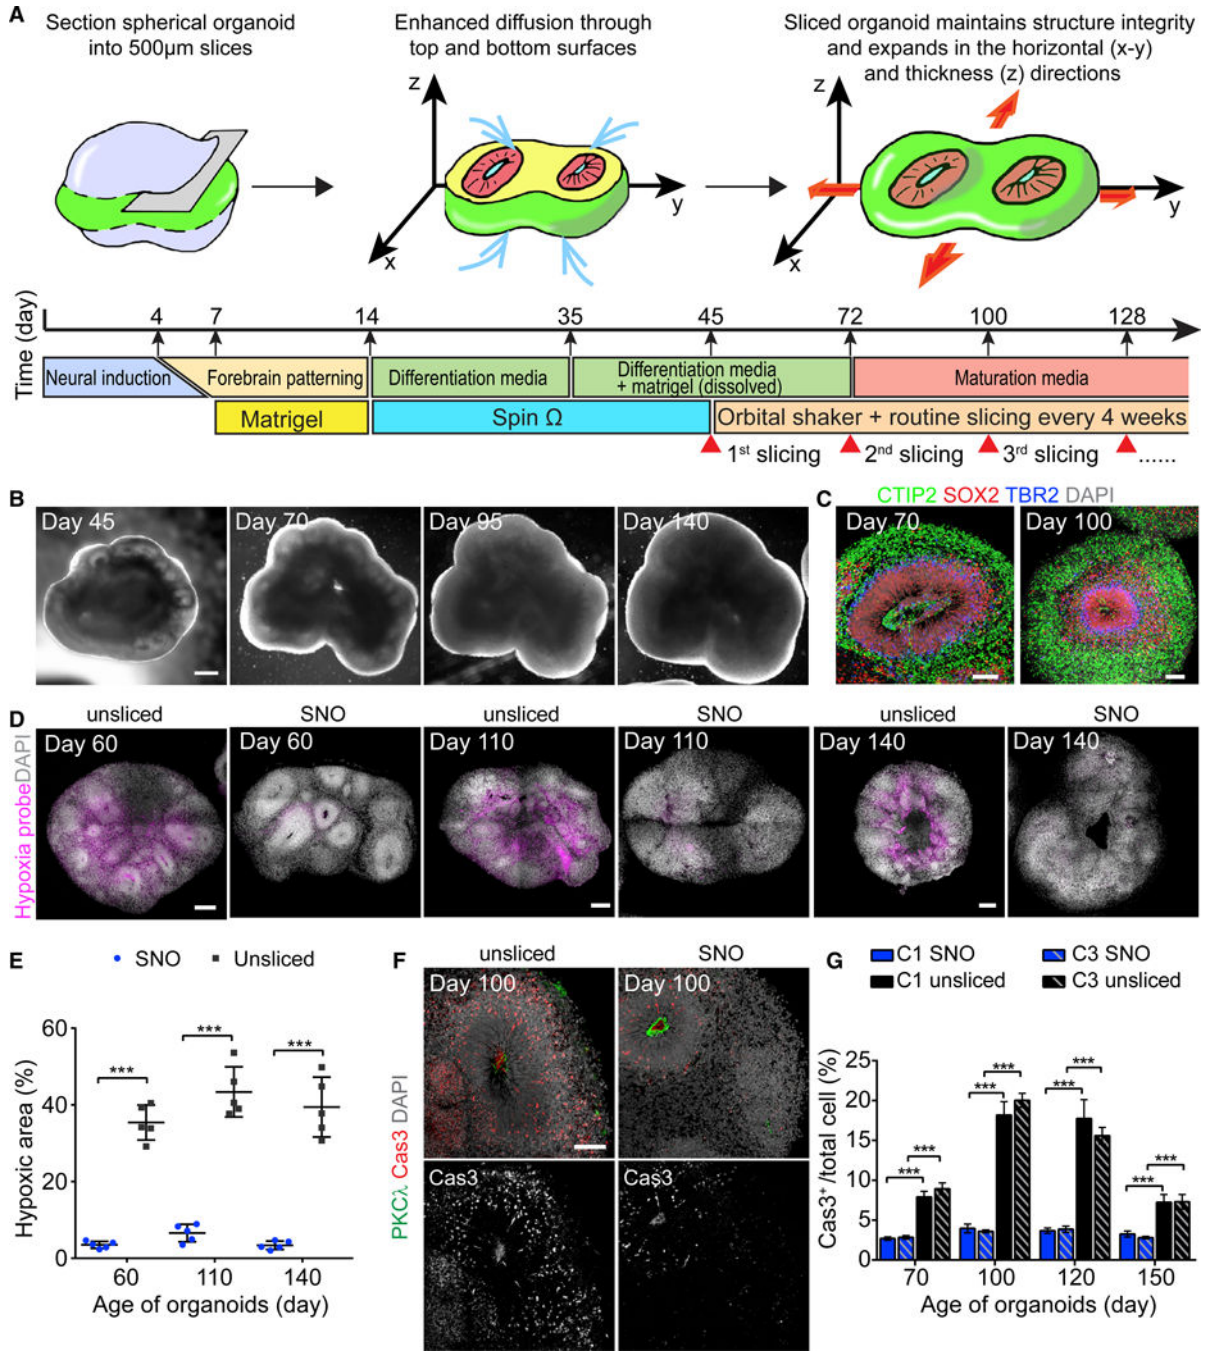 A
Section spherical organoid
into 500μm slices
Enhanced diffusion through
top and bottom surfaces
Sliced organoid maintains structure integrity
and expands in the horizontal (x-y)
and thickness (z) directions
z
y
x
z
y
x
Time (day)
4 7 14 35 45 72 100 128
Neural induction
Forebrain patterning
Differentiation media
Differentiation media
+ matrigel (dissolved)
Maturation media
Matrigel
Spin Ω
Orbital shaker + routine slicing every 4 weeks
1st slicing
2nd slicing
3rd slicing
......
B
Day 45
Day 70
Day 95
Day 140
C
CTIP2 SOX2 TBR2 DAPI
Day 70
Day 100
D
unsliced
SNO
unsliced
SNO
unsliced
SNO
Hypoxia probeDAPI
Day 60
Day 60
Day 110
Day 110
Day 140
Day 140
E
SNO
Unsliced
Hypoxic area (%)
60
40
20
0
***
***
***
60 110 140
Age of organoids (day)
F
unsliced
SNO
PKCλ Cas3 DAPI
Day 100
Day 100
Cas3
Cas3
G
C1 SNO
C1 unsliced
C3 SNO
C3 unsliced
Cas3+/total cell (%)
25
20
15
10
5
0
***
***
***
***
***
***
***
***
70 100 120 150
Age of organoids (day)